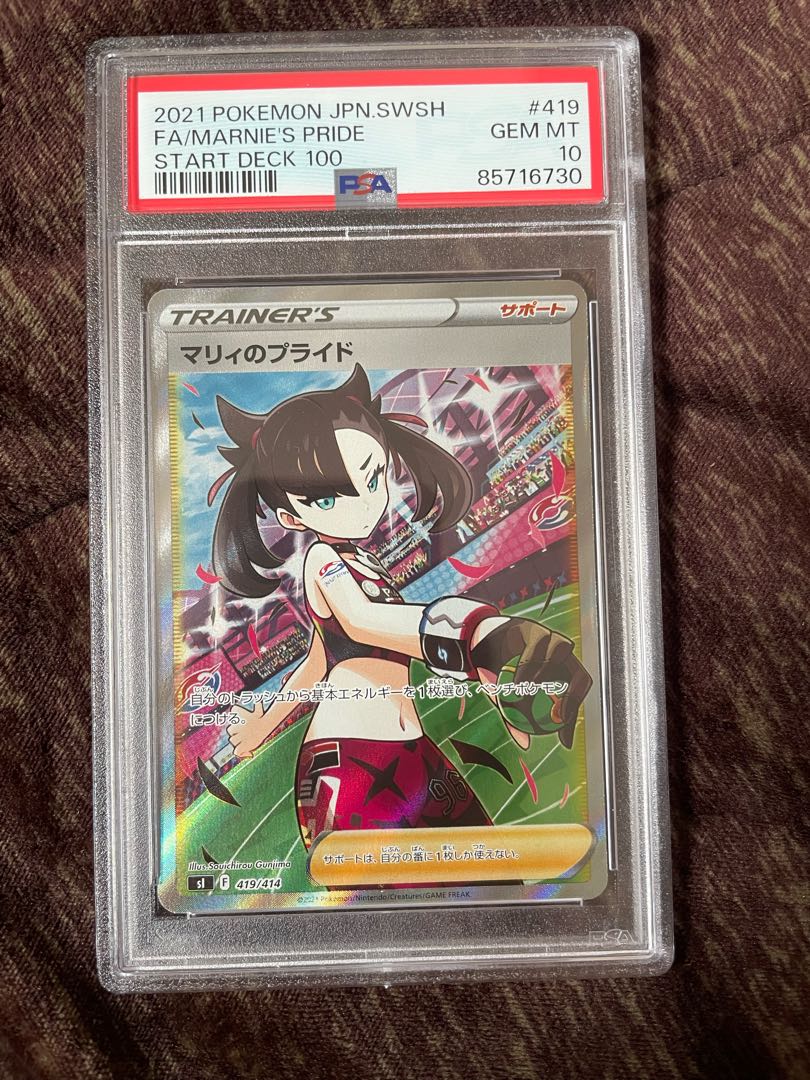 2021 POKEMON JPN.SWSH #419
FA/MARNIE'S PRIDE GEM MT
START DECK 100 10
PSA 85716730
TRAINER'S サポート
マリィのプライド
自分のトラッシュから基本エネルギーを1枚選び、ベンチポケモン
につける。
96
サポートは、自分の番に1枚しか使えない。
Illus.Souichirou Gunjima
sI F 419/414
©2021 Pokémon/Nintendo/Creatures/GAME FREAK.
PSA